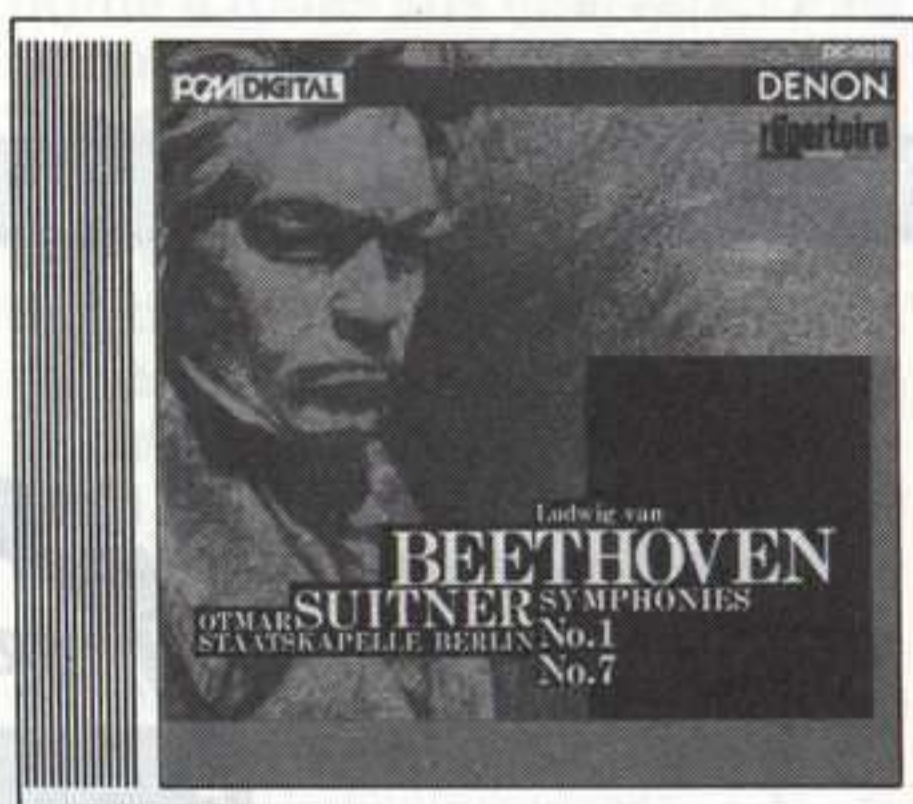 PCM DIGITAL
DENON
répertoire
Ludwig van
BEETHOVEN
OTMAR SUITNER SYMPHONIES
STAATSKAPELLE BERLIN No.1
No.7